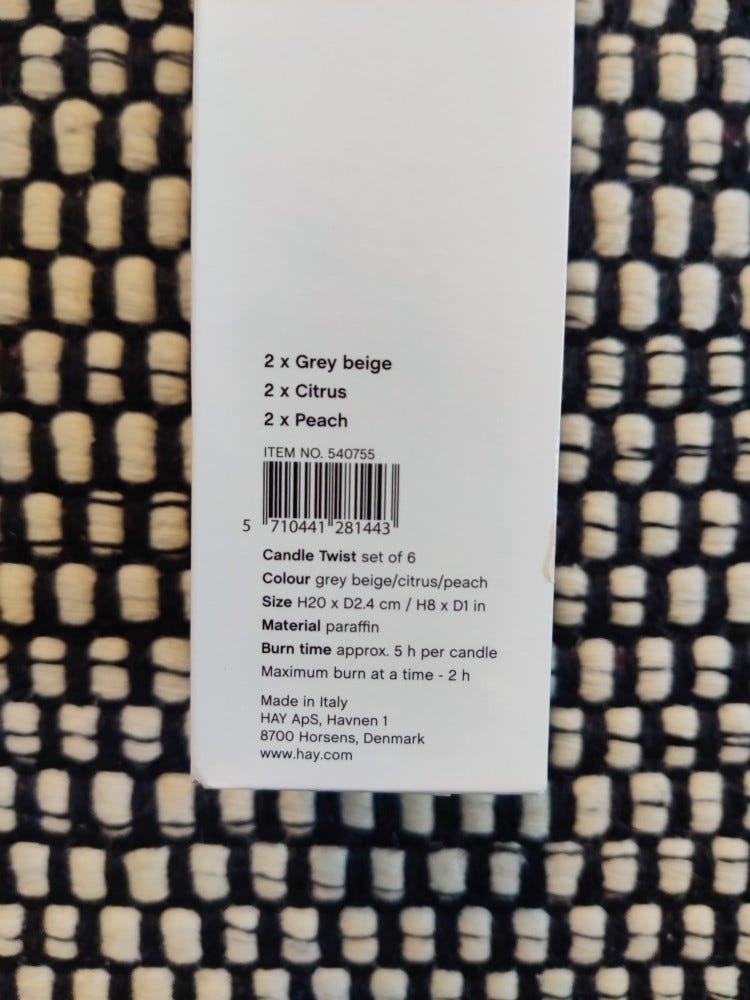 2 x Grey beige
2 x Citrus
2 x Peach
ITEM NO. 540755
5 710441 281443
Candle Twist set of 6
Colour grey beige/citrus/peach
Size H20 x D2.4 cm / H8 x D1 in
Material paraffin
Burn time approx. 5 h per candle
Maximum burn at a time - 2 h
Made in Italy
HAY ApS, Havnen 1
8700 Horsens, Denmark
www.hay.com